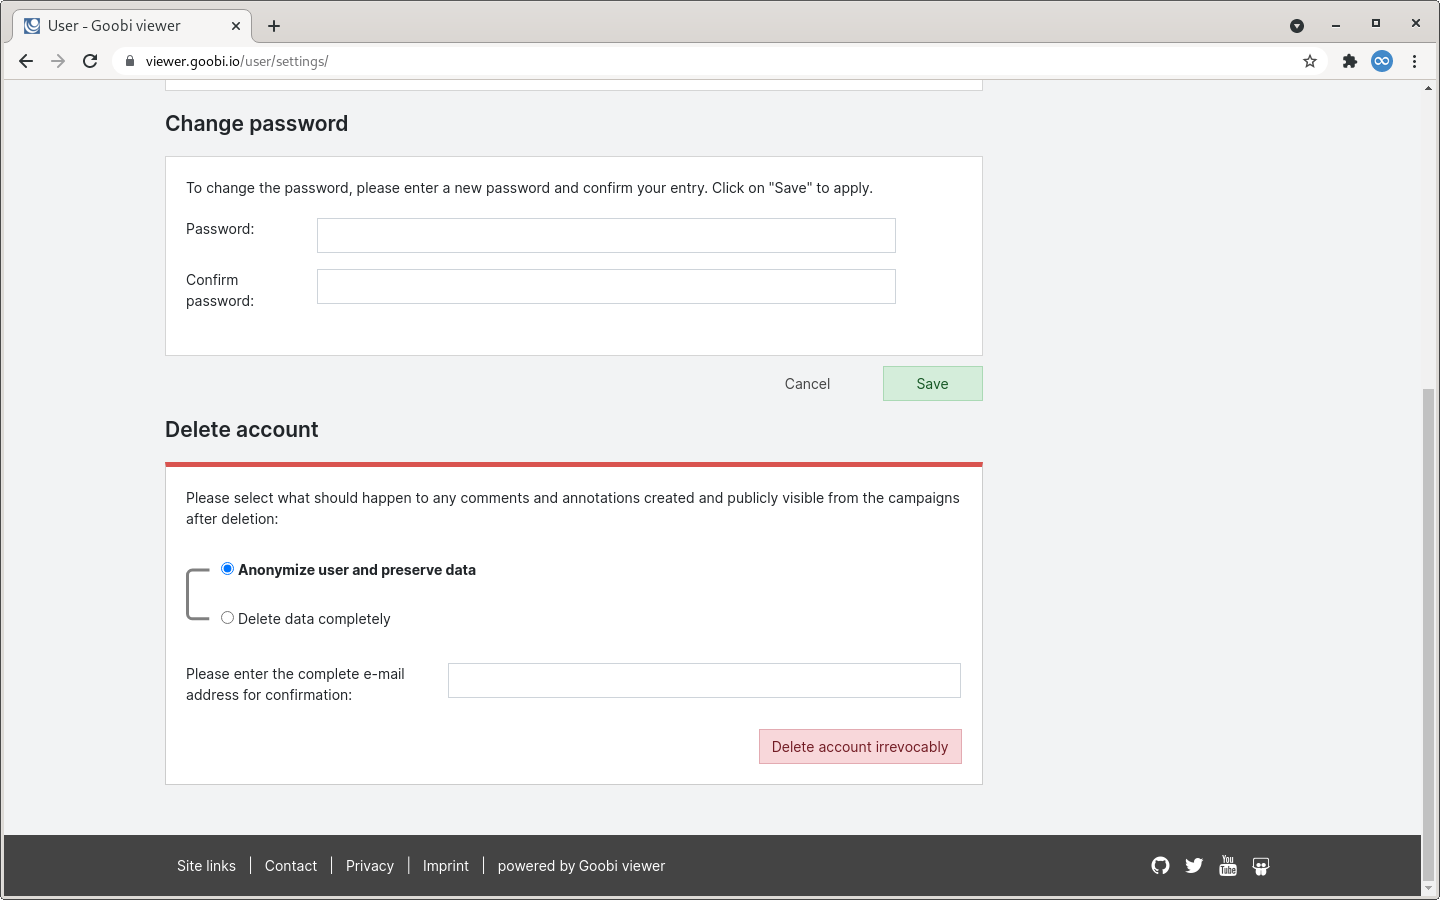 User - Goobi viewer
viewer.goobi.io/user/settings/
Change password
To change the password, please enter a new password and confirm your entry. Click on "Save" to apply.
Password:
Confirm
password:
Cancel
Save
Delete account
Please select what should happen to any comments and annotations created and publicly visible from the campaigns
after deletion:
Anonymize user and preserve data
Delete data completely
Please enter the complete e-mail
address for confirmation:
Delete account irrevocably
Site links | Contact | Privacy | Imprint | powered by Goobi viewer
You
Tube